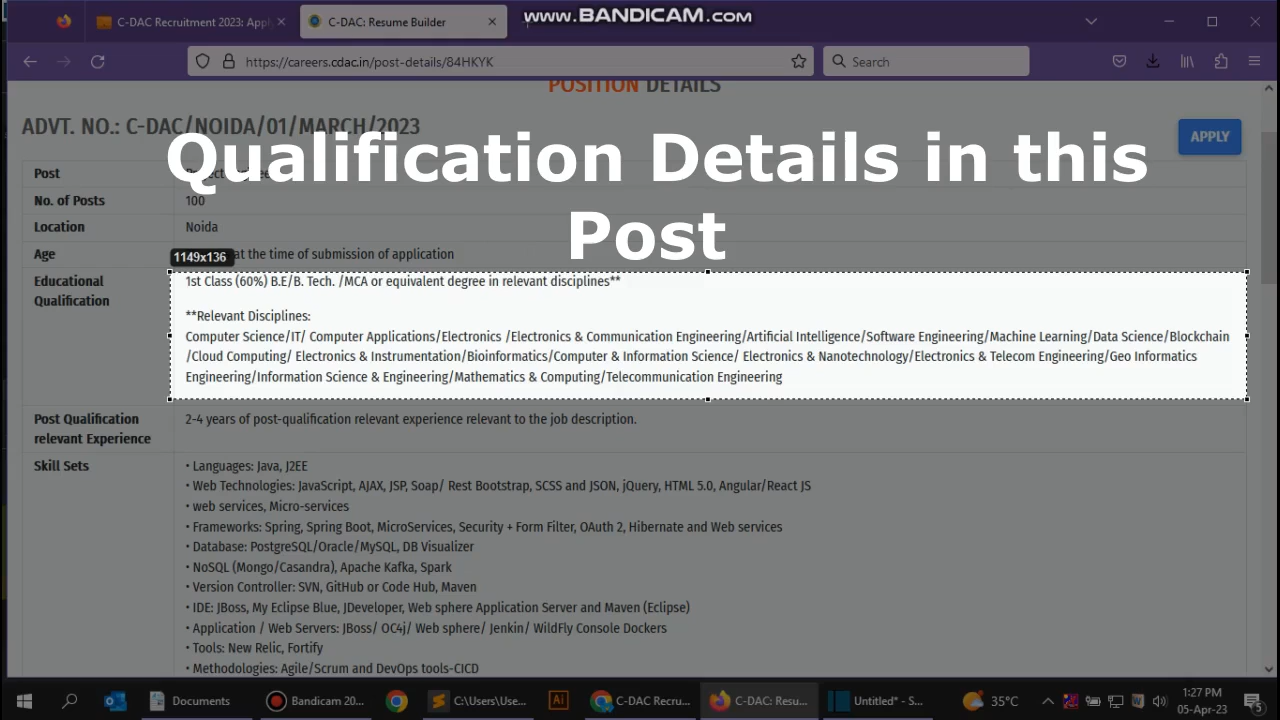 WWW.BANDICAM.COM
C-DAC Recruitment 2023: Apply
C-DAC: Resume Builder
https://careers.cdac.in/post-details/84HKYK
Search
POSITION DETAILS
ADVT. NO.: C-DAC/NOIDA/01/MARCH/2023
APPLY
Qualification Details in this
Post
Post
No. of Posts 100
Location Noida
Age at the time of submission of application
1149x136
Educational Qualification
1st Class (60%) B.E/B. Tech. /MCA or equivalent degree in relevant disciplines**
**Relevant Disciplines:
Computer Science/IT/ Computer Applications/Electronics /Electronics & Communication Engineering/Artificial Intelligence/Software Engineering/Machine Learning/Data Science/Blockchain
/Cloud Computing/ Electronics & Instrumentation/Bioinformatics/Computer & Information Science/ Electronics & Nanotechnology/Electronics & Telecom Engineering/Geo Informatics
Engineering/Information Science & Engineering/Mathematics & Computing/Telecommunication Engineering
Post Qualification
relevant Experience
2-4 years of post-qualification relevant experience relevant to the job description.
Skill Sets
• Languages: Java, J2EE
• Web Technologies: JavaScript, AJAX, JSP, Soap/ Rest Bootstrap, SCSS and JSON, jQuery, HTML 5.0, Angular/React JS
• web services, Micro-services
• Frameworks: Spring, Spring Boot, MicroServices, Security + Form Filter, OAuth 2, Hibernate and Web services
• Database: PostgreSQL/Oracle/MySQL, DB Visualizer
• NoSQL (Mongo/Casandra), Apache Kafka, Spark
• Version Controller: SVN, GitHub or Code Hub, Maven
• IDE: JBoss, My Eclipse Blue, JDeveloper, Web sphere Application Server and Maven (Eclipse)
• Application / Web Servers: JBoss/ OC4j/ Web sphere/ Jenkin/ WildFly Console Dockers
• Tools: New Relic, Fortify
• Methodologies: Agile/Scrum and DevOps tools-CICD
Documents
Bandicam 20...
C:\Users\Use...
Ai
C-DAC Recru...
C-DAC: Resu...
Untitled* - S...
35°C
1:27 PM
05-Apr-23
5